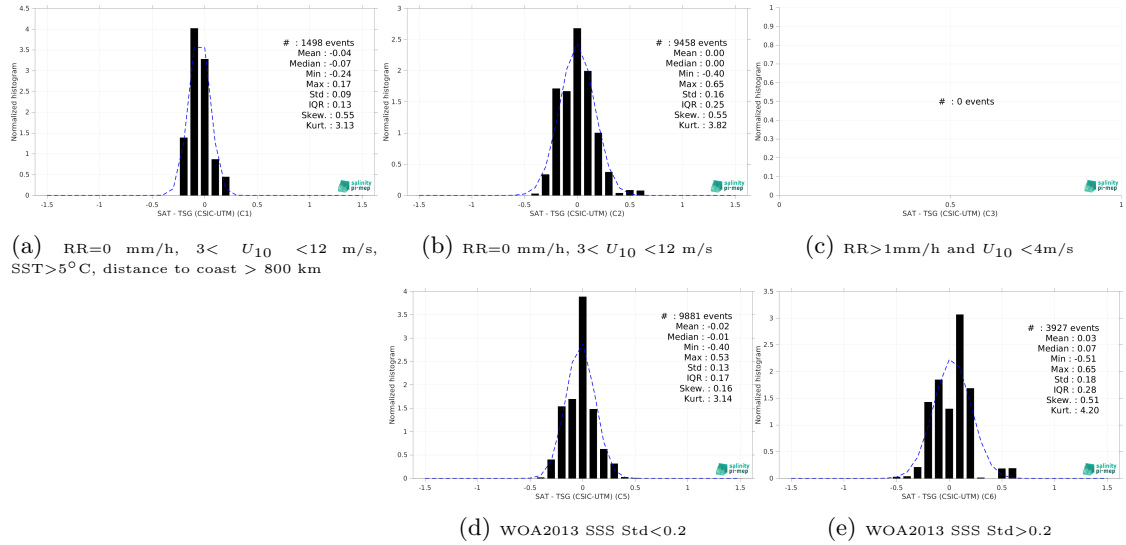 4.5
4
3.5
3
2.5
2
1.5
1
0.5
0
Normalized histogram
# : 1498 events
Mean : -0.04
Median : -0.07
Min : -0.24
Max : 0.17
Std : 0.09
IQR : 0.13
Skew. : 0.55
Kurt. : 3.13
salinity
pi-mep
-1.5 -1 -0.5 0 0.5 1 1.5
SAT - TSG (CSIC-UTM) (C1)
(a) RR=0 mm/h, 3< U10 <12 m/s,
SST>5°C, distance to coast > 800 km
3
2.5
2
1.5
1
0.5
0
Normalized histogram
# : 9458 events
Mean : 0.00
Median : 0.00
Min : -0.40
Max : 0.65
Std : 0.16
IQR : 0.25
Skew. : 0.55
Kurt. : 3.82
salinity
pi-mep
-1.5 -1 -0.5 0 0.5 1 1.5
SAT - TSG (CSIC-UTM) (C2)
(b) RR=0 mm/h, 3< U10 <12 m/s
1
0.9
0.8
0.7
0.6
0.5
0.4
0.3
0.2
0.1
0
Normalized histogram
# : 0 events
salinity
pi-mep
0 0.5 1
SAT - TSG (CSIC-UTM) (C3)
(c) RR>1mm/h and U10 <4m/s
4
3.5
3
2.5
2
1.5
1
0.5
0
Normalized histogram
# : 9881 events
Mean : -0.02
Median : -0.01
Min : -0.40
Max : 0.53
Std : 0.13
IQR : 0.17
Skew. : 0.16
Kurt. : 3.14
salinity
pi-mep
-1.5 -1 -0.5 0 0.5 1 1.5
SAT - TSG (CSIC-UTM) (C5)
(d) WOA2013 SSS Std<0.2
3.5
3
2.5
2
1.5
1
0.5
0
Normalized histogram
# : 3927 events
Mean : 0.03
Median : 0.07
Min : -0.51
Max : 0.65
Std : 0.18
IQR : 0.28
Skew. : 0.51
Kurt. : 4.20
salinity
pi-mep
-1.5 -1 -0.5 0 0.5 1 1.5
SAT - TSG (CSIC-UTM) (C6)
(e) WOA2013 SSS Std>0.2